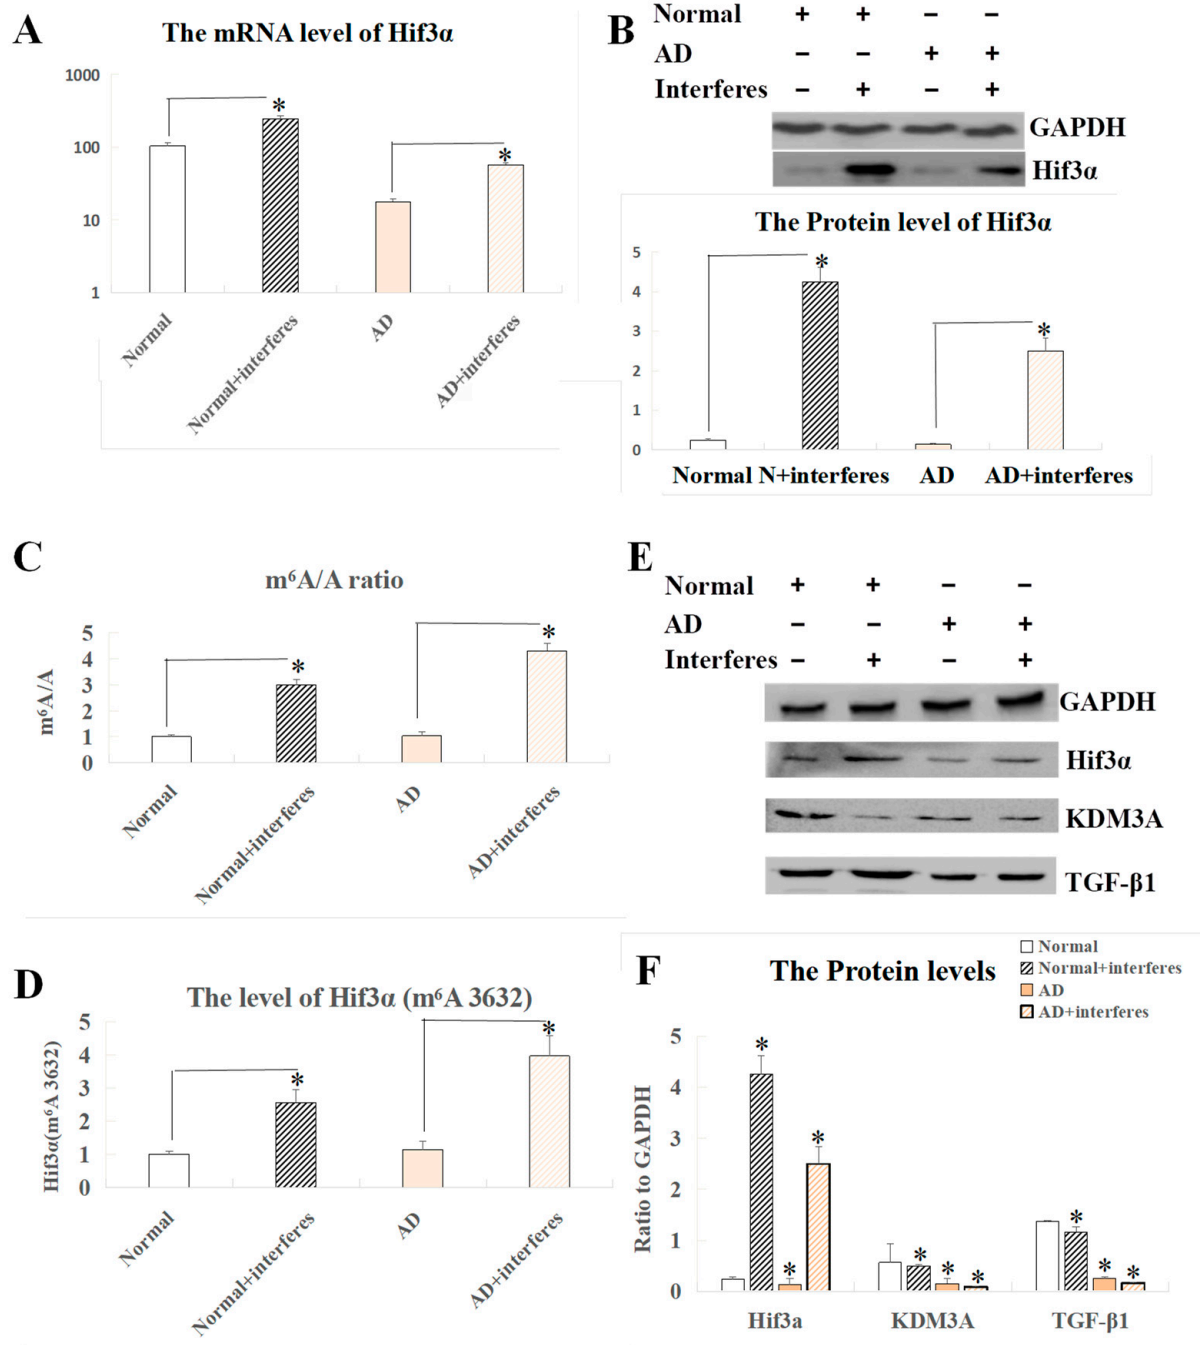 A
The mRNA level of Hif3α
1000
100
10
1
*
*
Normal
Normal+interferes
AD
AD+interferes
B
Normal + + − −
AD − − + +
Interferes − + − +
GAPDH
Hif3α
The Protein level of Hif3α
5
4
3
2
1
0
*
*
Normal N+interferes AD AD+interferes
C
m⁶A/A ratio
m⁶A/A
5
4
3
2
1
0
*
*
Normal
Normal+interferes
AD
AD+interferes
E
Normal + + − −
AD − − + +
Interferes − + − +
GAPDH
Hif3α
KDM3A
TGF-β1
D
The level of Hif3α (m⁶A 3632)
Hif3α(m⁶A 3632)
5
4
3
2
1
0
*
*
Normal
Normal+interferes
AD
AD+interferes
F
The Protein levels
Normal
Normal+interferes
AD
AD+interferes
Ratio to GAPDH
5
4
3
2
1
0
* * *
* * *
* * *
Hif3a KDM3A TGF-β1